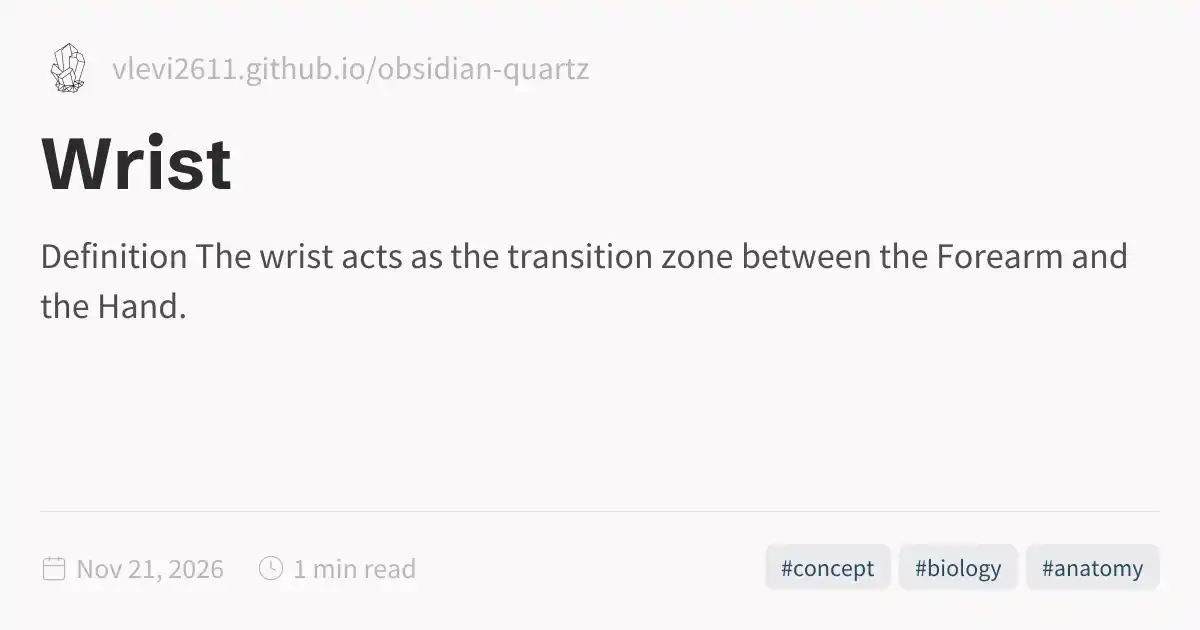 vlevi2611.github.io/obsidian-quartz
Wrist
Definition The wrist acts as the transition zone between the Forearm and
the Hand.
Nov 21, 2026 1 min read #concept #biology #anatomy